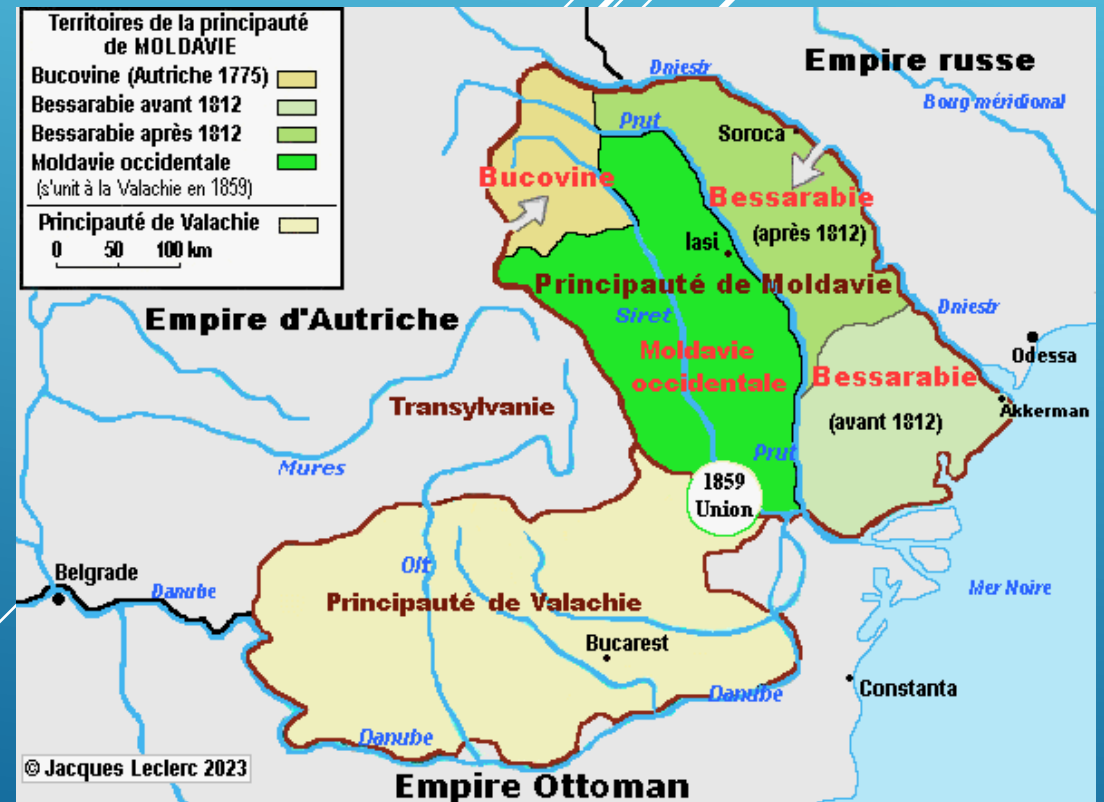 Territoires de la principauté
de MOLDAVIE
Bucovine (Autriche 1775)
Bessarabie avant 1812
Bessarabie après 1812
Moldavie occidentale
(s'unit à la Valachie en 1859)
Principauté de Valachie
0 50 100 km
Empire russe
Dniestr
Boug méridional
Prut
Soroca
Bucovine
Bessarabie
(après 1812)
Iasi
Principauté de Moldavie
Siret
Dniestr
Empire d'Autriche
Odessa
Moldavie
occidentale
Bessarabie
(avant 1812)
Akkerman
Transylvanie
Mures
Prut
1859
Union
Olt
Belgrade
Danube
Mer Noire
Principauté de Valachie
Bucarest
Danube
Constanta
Danube
© Jacques Leclerc 2023
Empire Ottoman